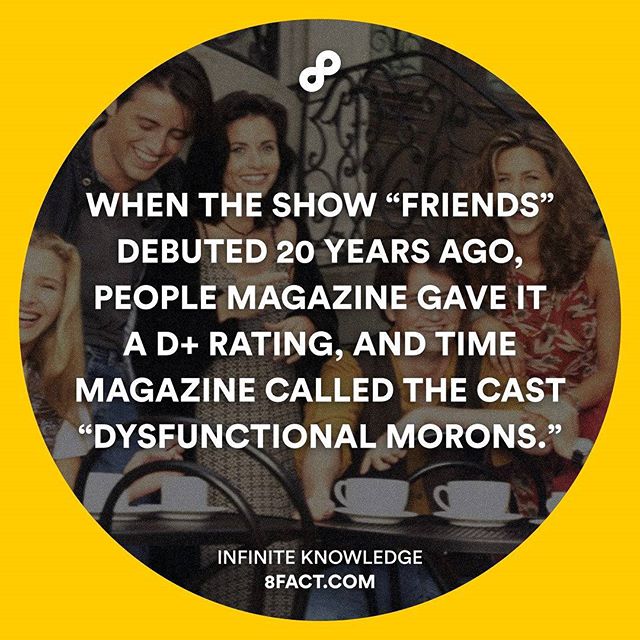 WHEN THE SHOW “FRIENDS”
DEBUTED 20 YEARS AGO,
PEOPLE MAGAZINE GAVE IT
A D+ RATING, AND TIME
MAGAZINE CALLED THE CAST
“DYSFUNCTIONAL MORONS.”
INFINITE KNOWLEDGE
8FACT.COM